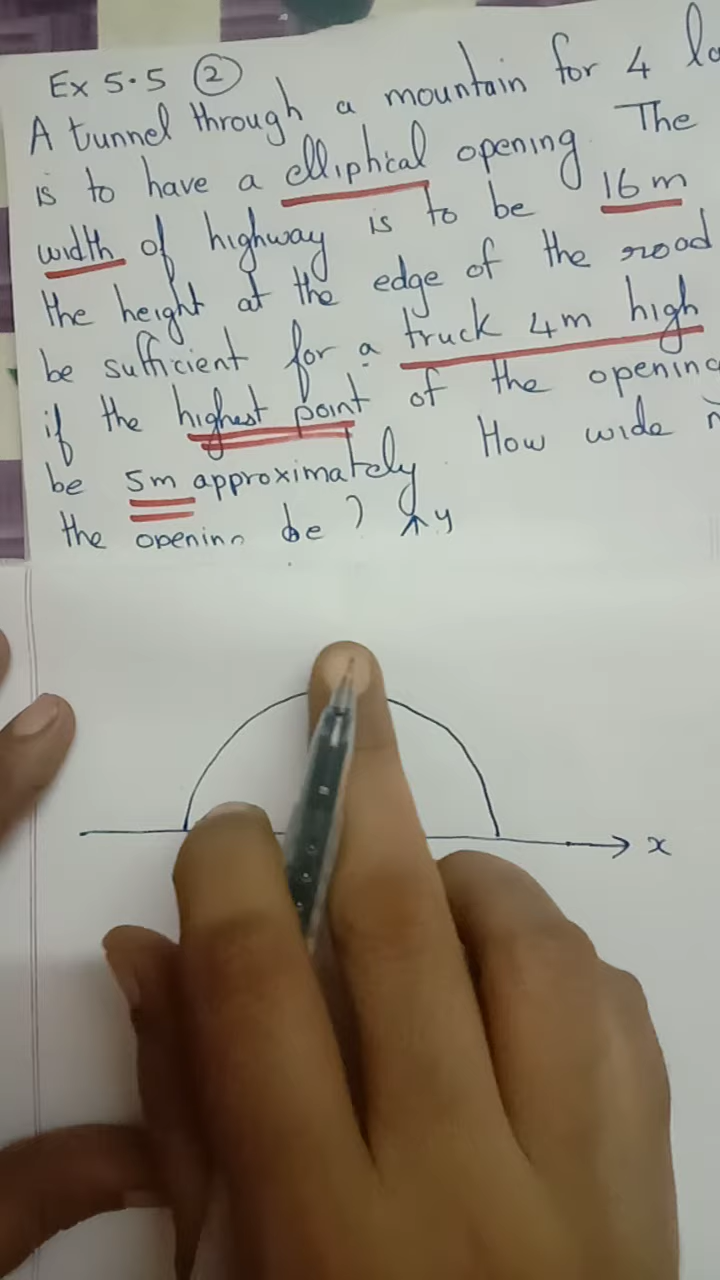 Ex 5.5 2
A tunnel through a mountain for 4
is to have a elliptical opening. The
width of highway is to be 16 m
the height at the edge of the road
be sufficient for a truck 4m high
if the highest point of the opening
be 5m approximately. How wide
the opening be ? y
x